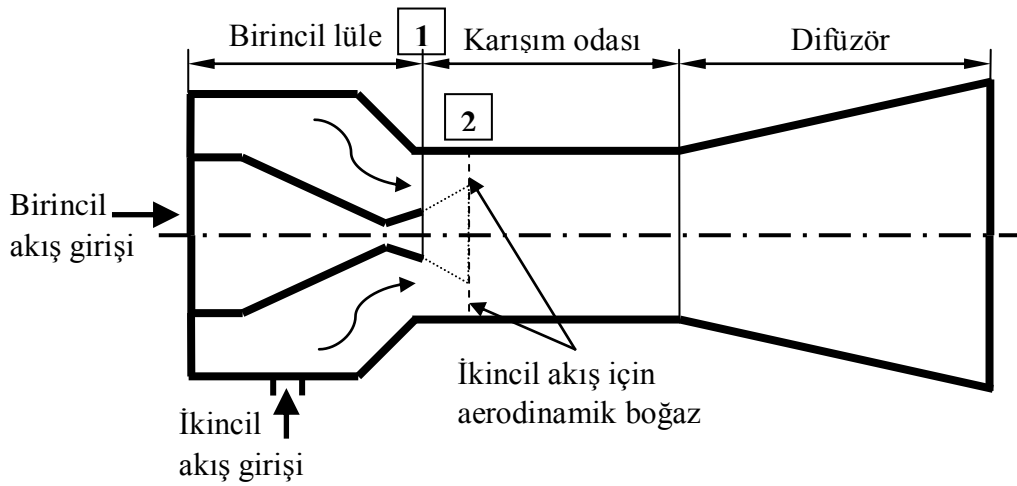 Birincil lüle
1
Karışım odası
Difüzör
2
Birincil
akış girişi
İkincil akış için
aerodinamik boğaz
İkincil
akış girişi